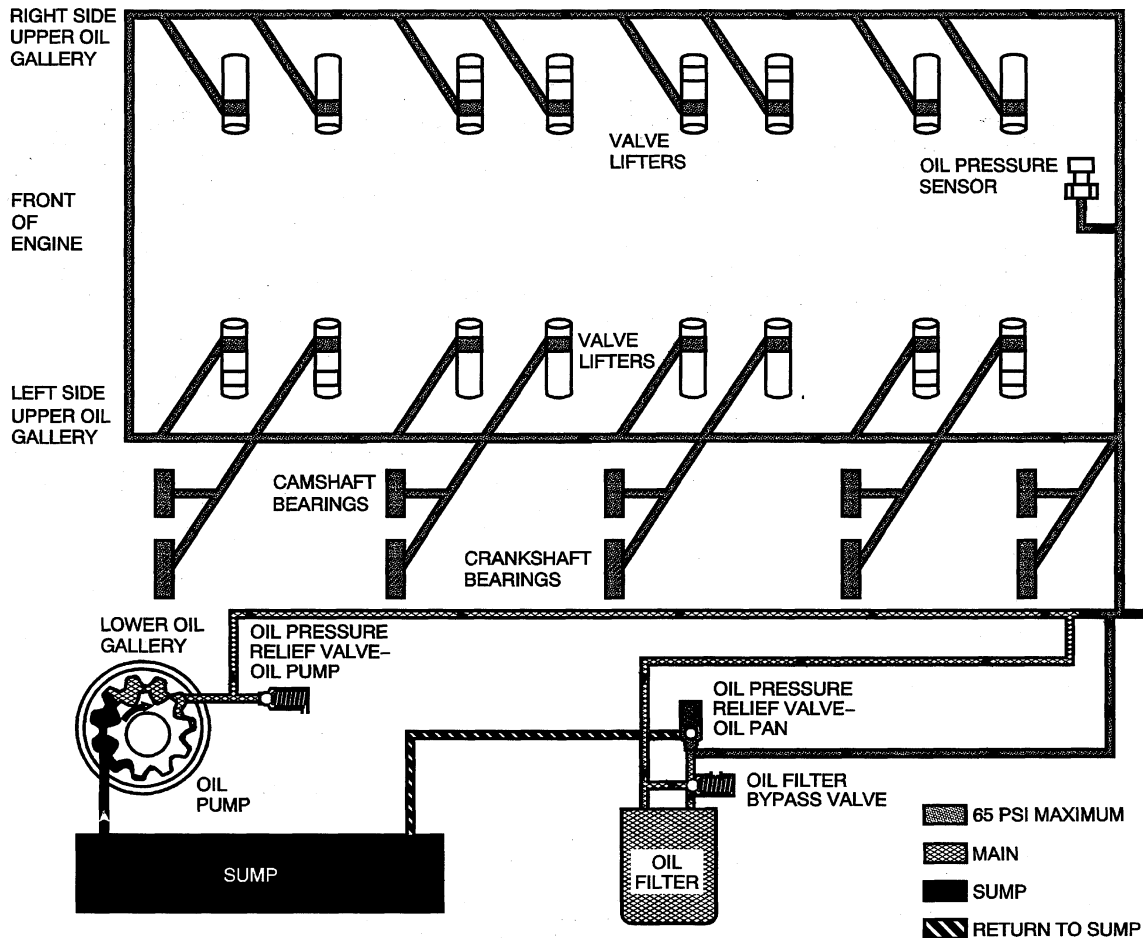 RIGHT SIDE
UPPER OIL
GALLERY
VALVE
LIFTERS
OIL PRESSURE
SENSOR
FRONT
OF
ENGINE
VALVE
LIFTERS
LEFT SIDE
UPPER OIL
GALLERY
CAMSHAFT
BEARINGS
CRANKSHAFT
BEARINGS
LOWER OIL
GALLERY
OIL PRESSURE
RELIEF VALVE–
OIL PUMP
OIL PRESSURE
RELIEF VALVE–
OIL PAN
OIL
PUMP
OIL FILTER
BYPASS VALVE
SUMP
OIL
FILTER
65 PSI MAXIMUM
MAIN
SUMP
RETURN TO SUMP